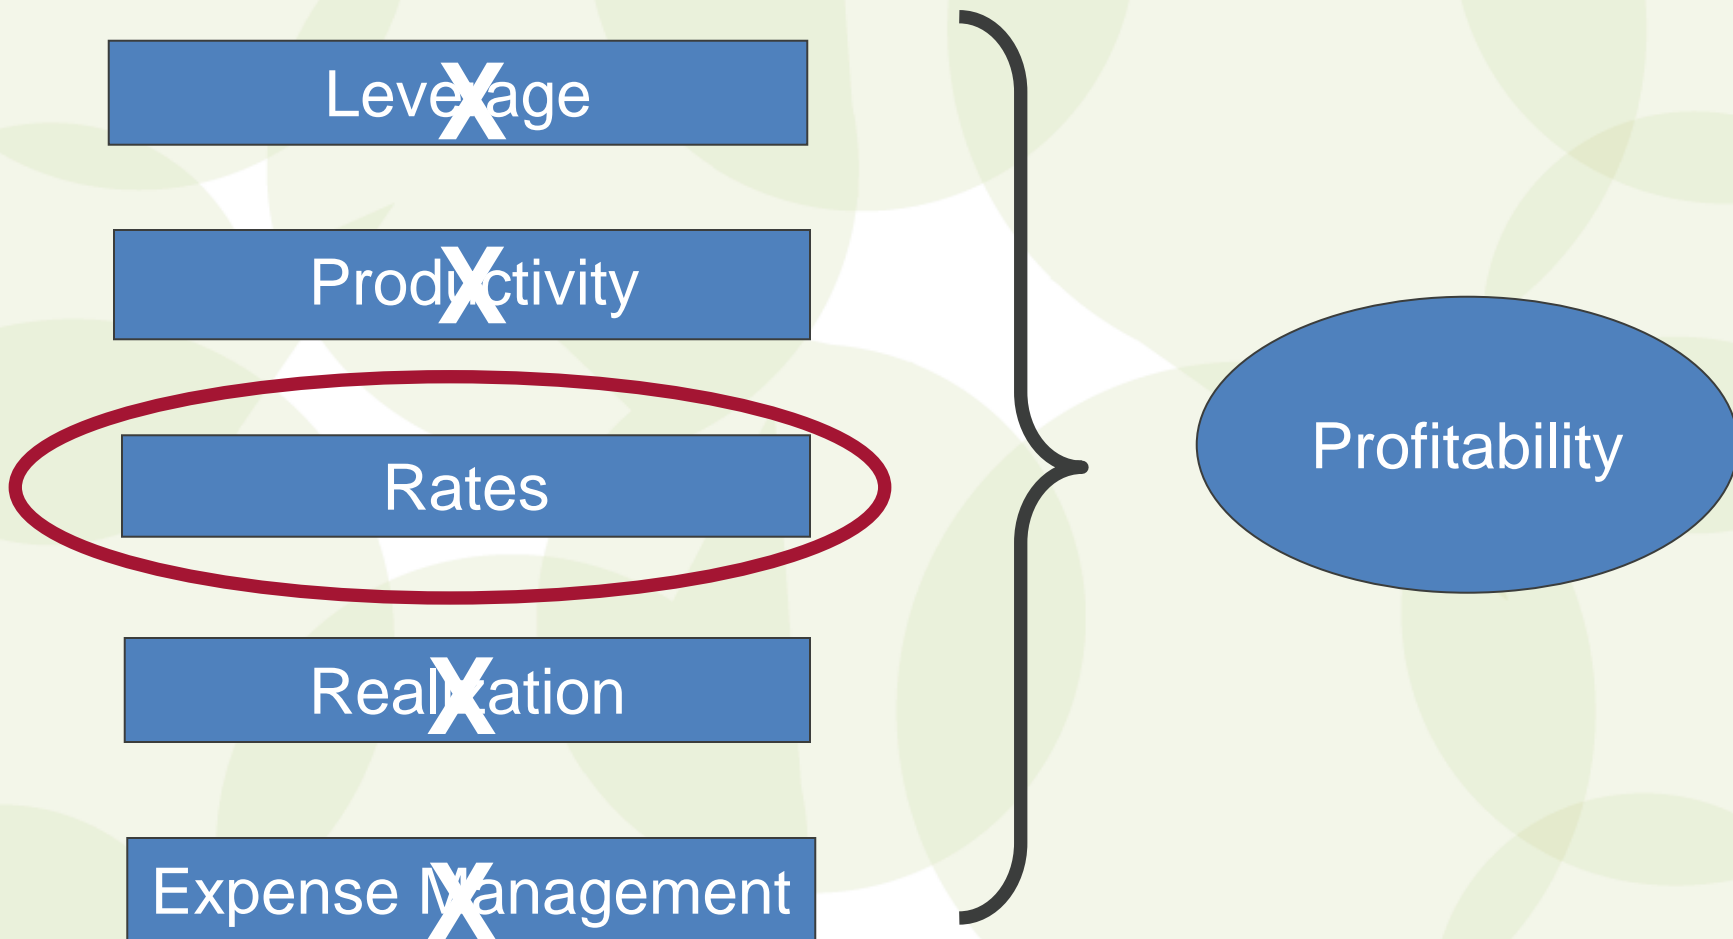 Leverage
X
Productivity
X
Rates
Realization
X
Expense Management
X
Profitability